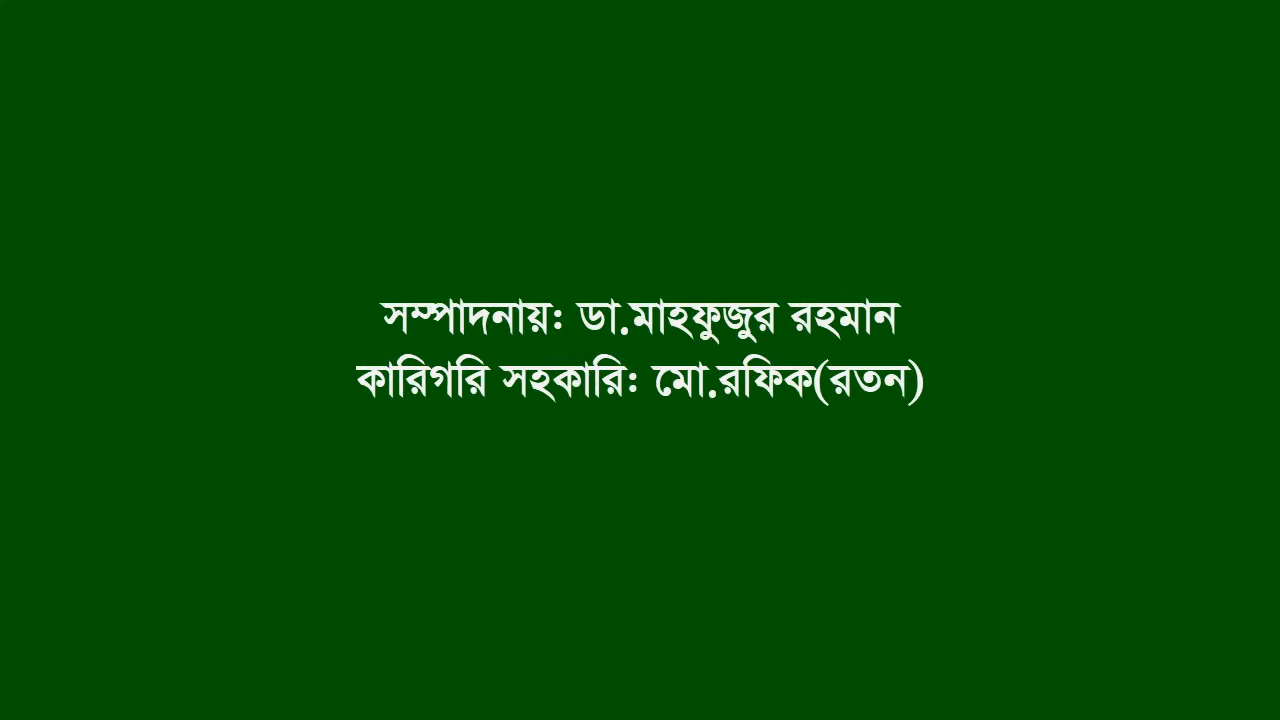 সম্পাদনায়ঃ ডা.মাহফুজুর রহমান
কারিগরি সহকারিঃ মো.রফিক(রতন)